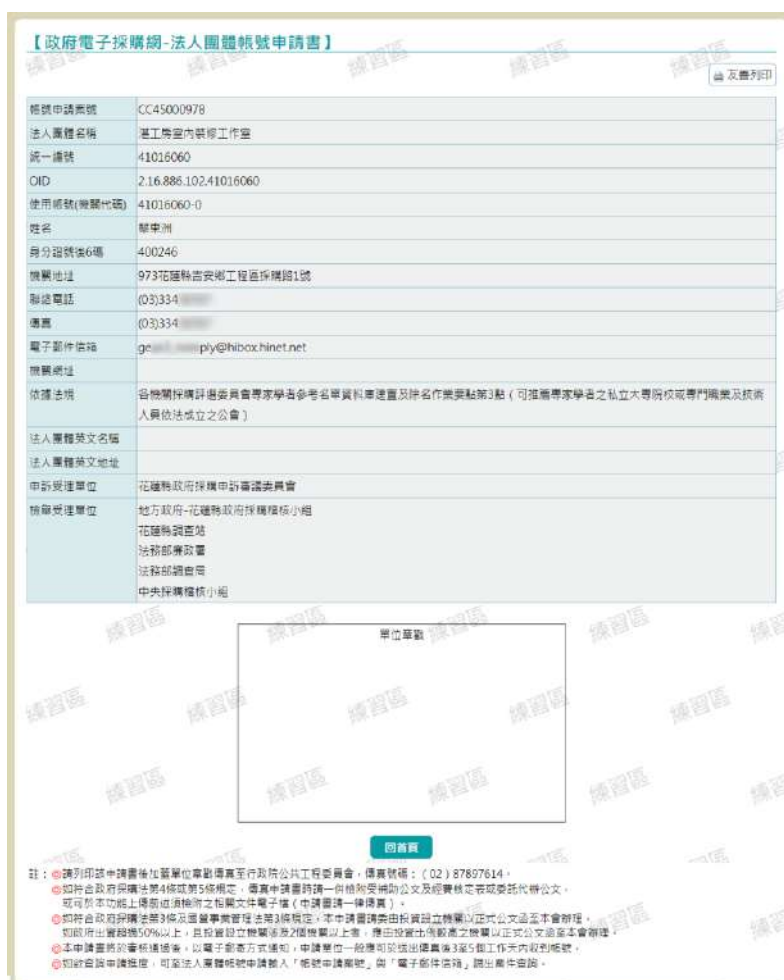 【政府電子採購網-法人團體帳號申請書】
友善列印
帳號申請案號 CC45000978
法人團體名稱 湛工房室內裝修工作室
統一編號 41016060
OID 2.16.886.102.41016060
使用帳號(機關代碼) 41016060-0
姓名 黎東洲
身分證號後6碼 400246
機關地址 973花蓮縣吉安鄉工程區採購路1號
聯絡電話 (03)334
傳真 (03)334
電子郵件信箱 ge ply@hibox.hinet.net
機關網址
依據法規 各機關採購評選委員會專家學者參考名單資料庫建置及除名作業要點第3點(可推薦專家學者之私立大專院校或專門職業及技術
人員依法成立之公會)
法人團體英文名稱
法人團體英文地址
申訴受理單位 花蓮縣政府採購申訴審議委員會
檢舉受理單位 地方政府-花蓮縣政府採購稽核小組
花蓮縣調查站
法務部廉政署
法務部調查局
中央採購稽核小組
單位章戳
回首頁
註:◎請列印該申請書後加蓋單位章戳傳真至行政院公共工程委員會,傳真號碼:(02)87897614。
◎如符合政府採購法第4條或第5條規定,傳真申請書時請一併檢附受補助公文及經費核定表或委託代辦公文,
或可於本功能上傳前述須檢附之相關文件電子檔(申請書請一律傳真)。
◎如符合政府採購法第3條及國營事業管理法第3條規定,本申請書請委由投資設立機關以正式公文函至本會辦理。
如政府出資超過50%以上,且投資設立機關涉及2個機關以上者,應由投資比例較高之機關以正式公文函至本會辦理。
◎本申請書將於審核通過後,以電子郵寄方式通知,申請單位一般應可於送出傳真後3至5個工作天內收到帳號。
◎如欲查詢申請進度,可至法人團體帳號申請輸入「帳號申請案號」與「電子郵件信箱」調出案件查詢。
練習區